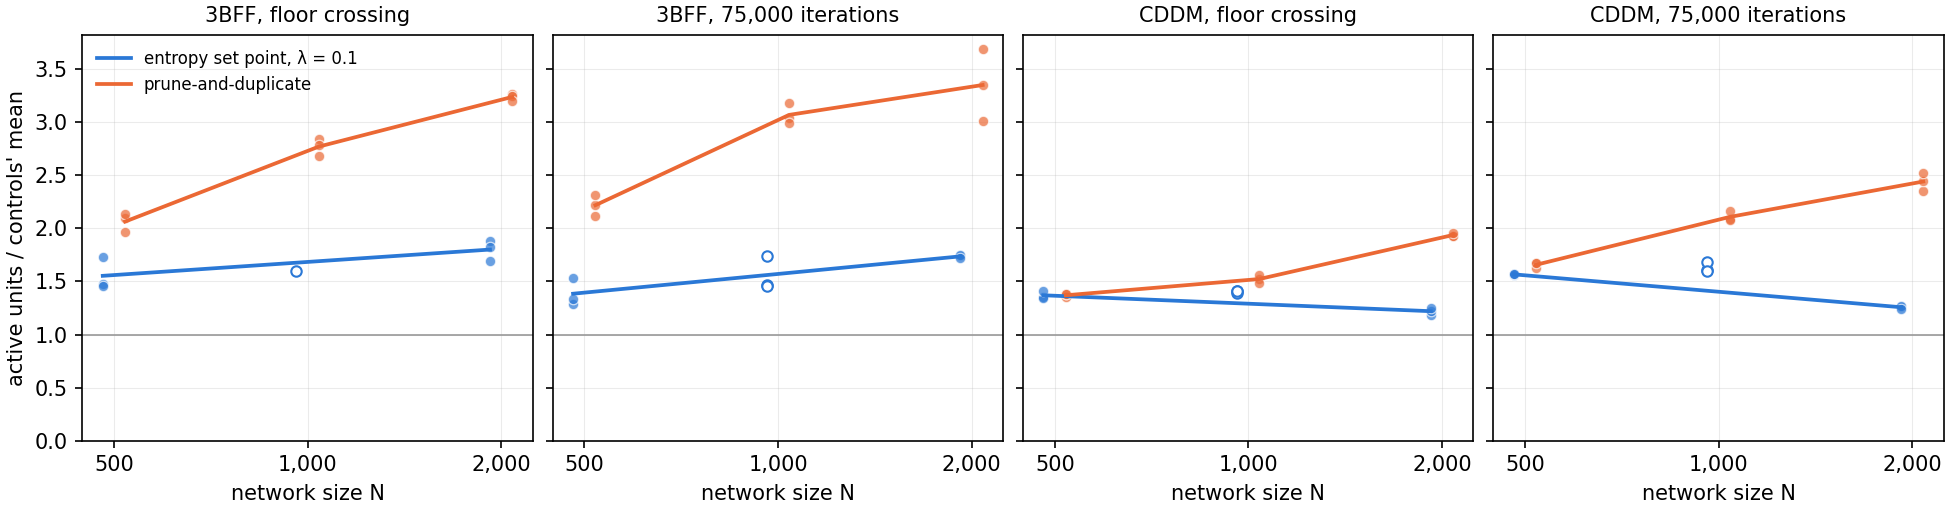 3BFF, floor crossing
3BFF, 75,000 iterations
CDDM, floor crossing
CDDM, 75,000 iterations
active units / controls' mean
entropy set point, λ = 0.1
prune-and-duplicate
3.5
3.0
2.5
2.0
1.5
1.0
0.5
0.0
500
1,000
2,000
500
1,000
2,000
500
1,000
2,000
500
1,000
2,000
network size N
network size N
network size N
network size N